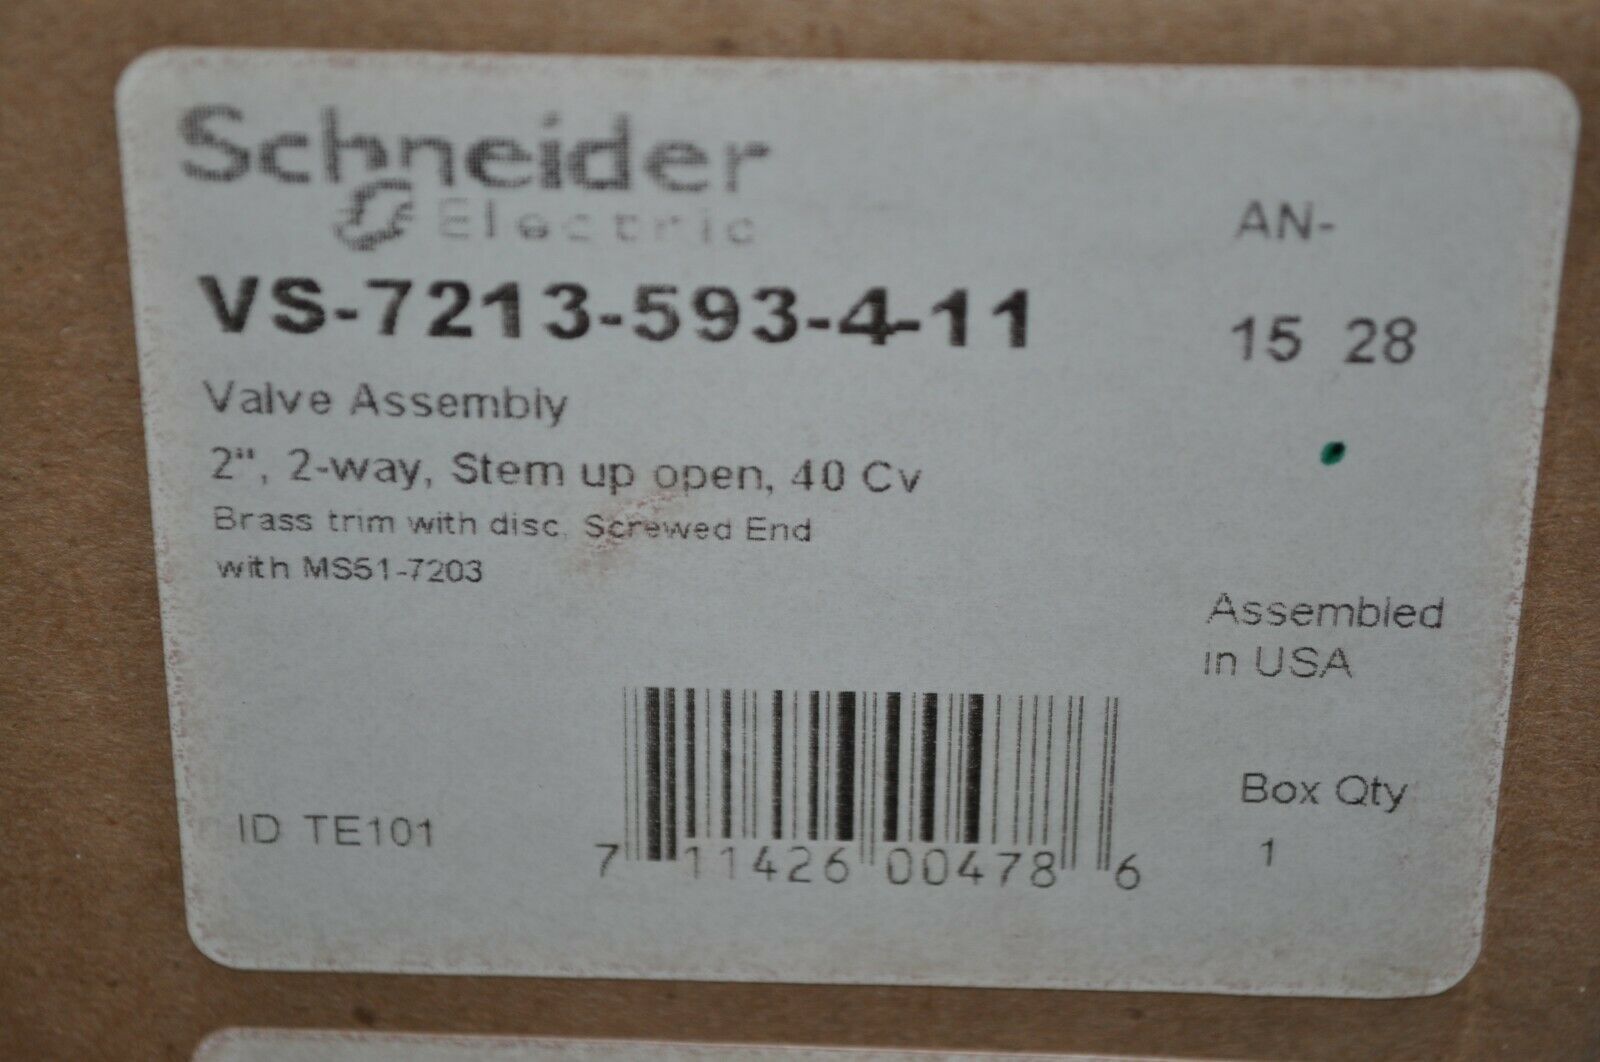 Schneider
Electric
VS-7213-593-4-11
Valve Assembly
2", 2-way, Stem up open, 40 Cv
Brass trim with disc, Screwed End
with MS51-7203
AN-
15 28
Assembled
in USA
ID TE101
7 11426 00478 6
Box Qty
1